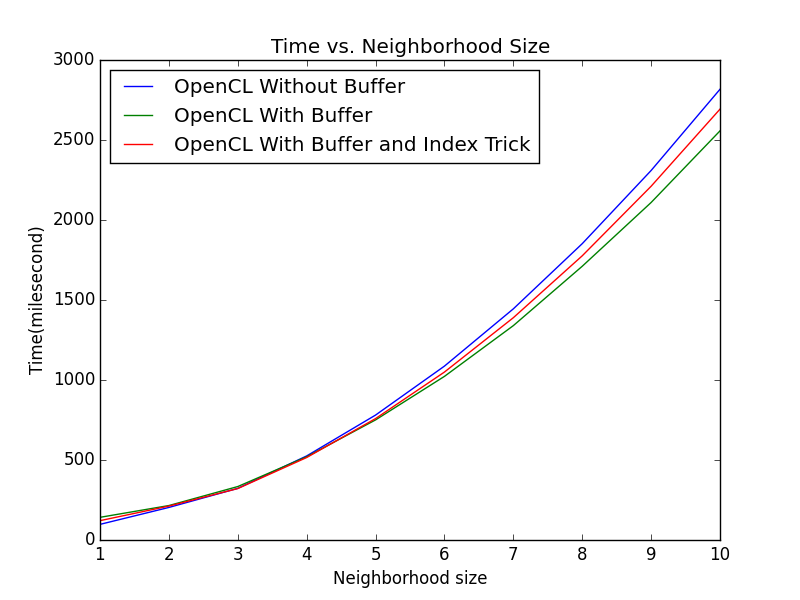 Time vs. Neighborhood Size
3000
2500
2000
1500
1000
500
0
OpenCL Without Buffer
OpenCL With Buffer
OpenCL With Buffer and Index Trick
Time(milesecond)
1 2 3 4 5 6 7 8 9 10
Neighborhood size